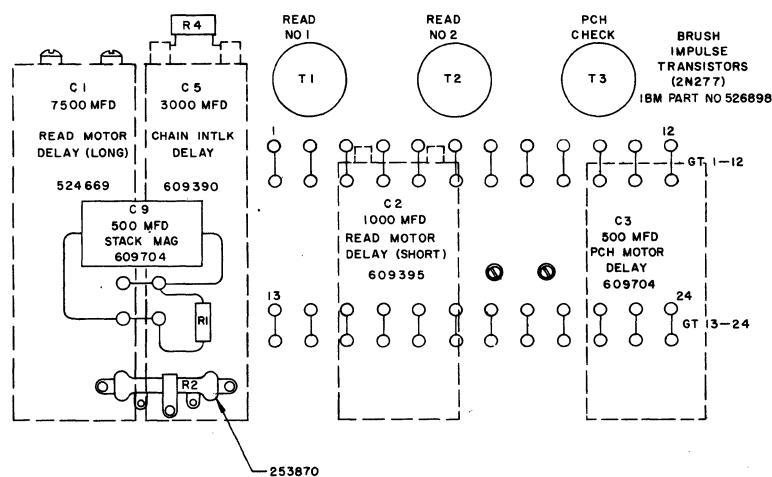 R4
READ
NO 1
READ
NO 2
PCH
CHECK
T1
T2
T3
BRUSH
IMPULSE
TRANSISTORS
(2N277)
IBM PART NO 526898
C1
7500 MFD
READ MOTOR
DELAY (LONG)
524669
C5
3000 MFD
CHAIN INTLK
DELAY
609390
1
12
GT 1-12
C9
500 MFD
STACK MAG
609704
C2
1000 MFD
READ MOTOR
DELAY (SHORT)
609395
C3
500 MFD
PCH MOTOR
DELAY
609704
13
24
GT 13-24
R1
R2
253870